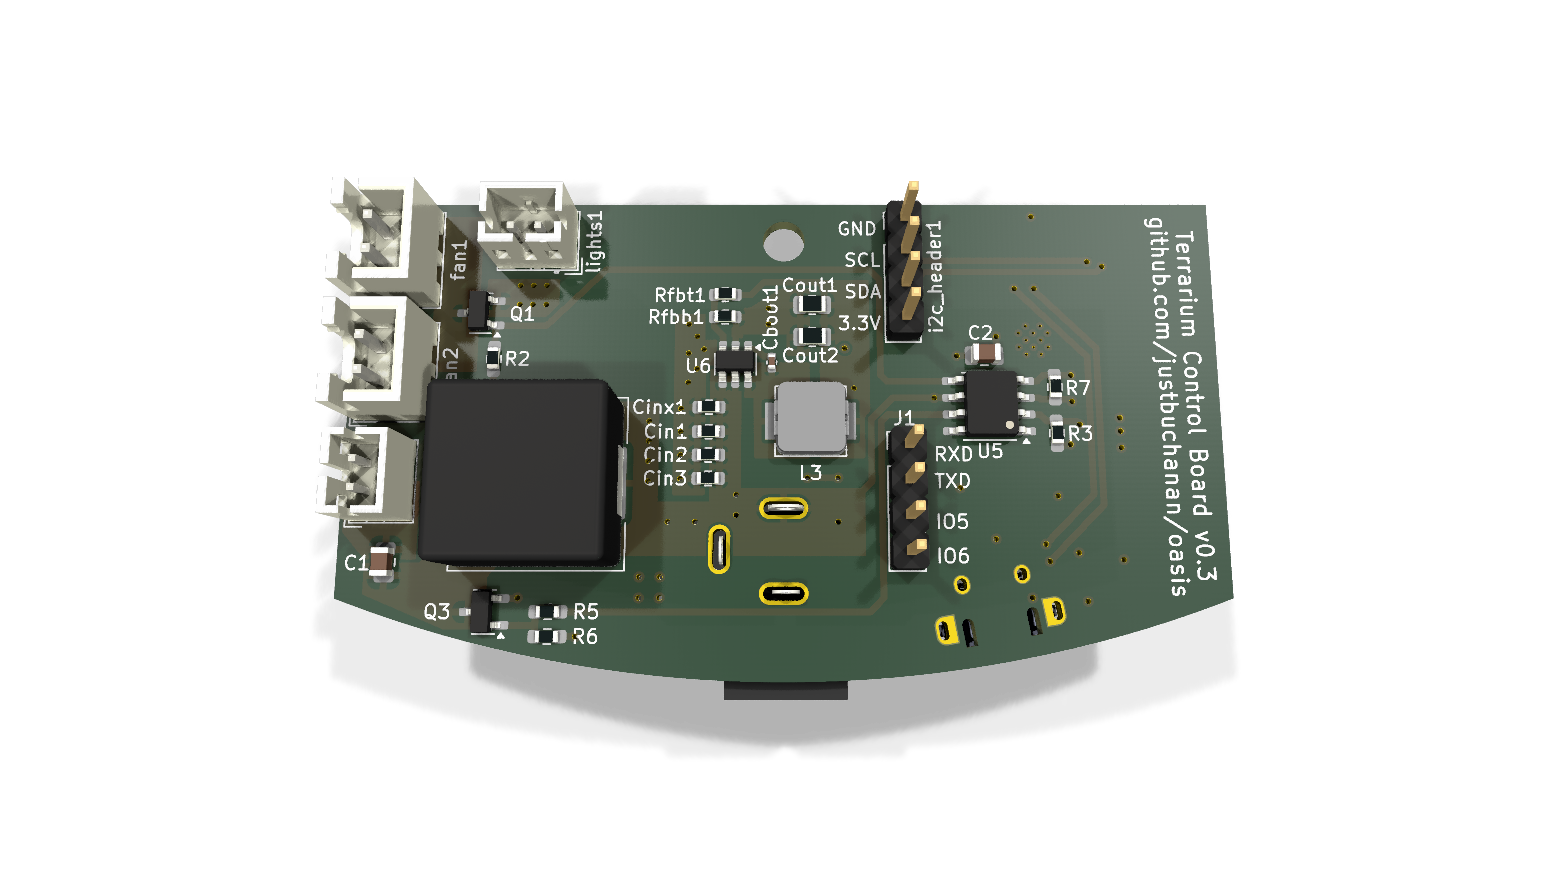 fan1
lights1
Q1
an2
R2
Rfbt1
Rfbb1
Cbout1
Cout1
Cout2
U6
GND
SCL
SDA
3.3V
i2c_header1
C2
R7
R3
U5
Cinx1
Cin1
Cin2
Cin3
L3
J1
RXD
TXD
IO5
IO6
C1
Q3
R5
R6
Terrarium Control Board v0.3
github.com/justbuchanan/oasis